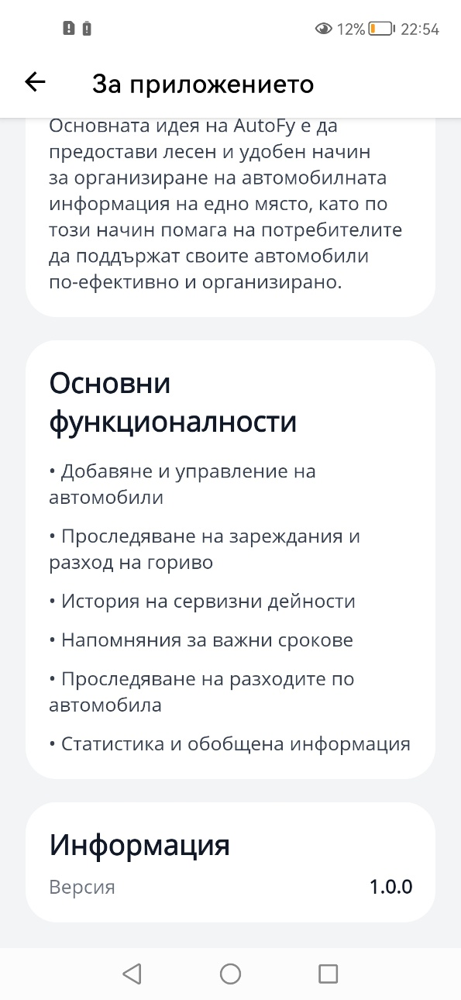 12% 22:54
За приложението
Основната идея на AutoFy е да
предостави лесен и удобен начин
за организиране на автомобилната
информация на едно място, като по
този начин помага на потребителите
да поддържат своите автомобили
по-ефективно и организирано.
Основни
функционалности
• Добавяне и управление на
автомобили
• Проследяване на зареждания и
разход на гориво
• История на сервизни дейности
• Напомняния за важни срокове
• Проследяване на разходите по
автомобила
• Статистика и обобщена информация
Информация
Версия 1.0.0